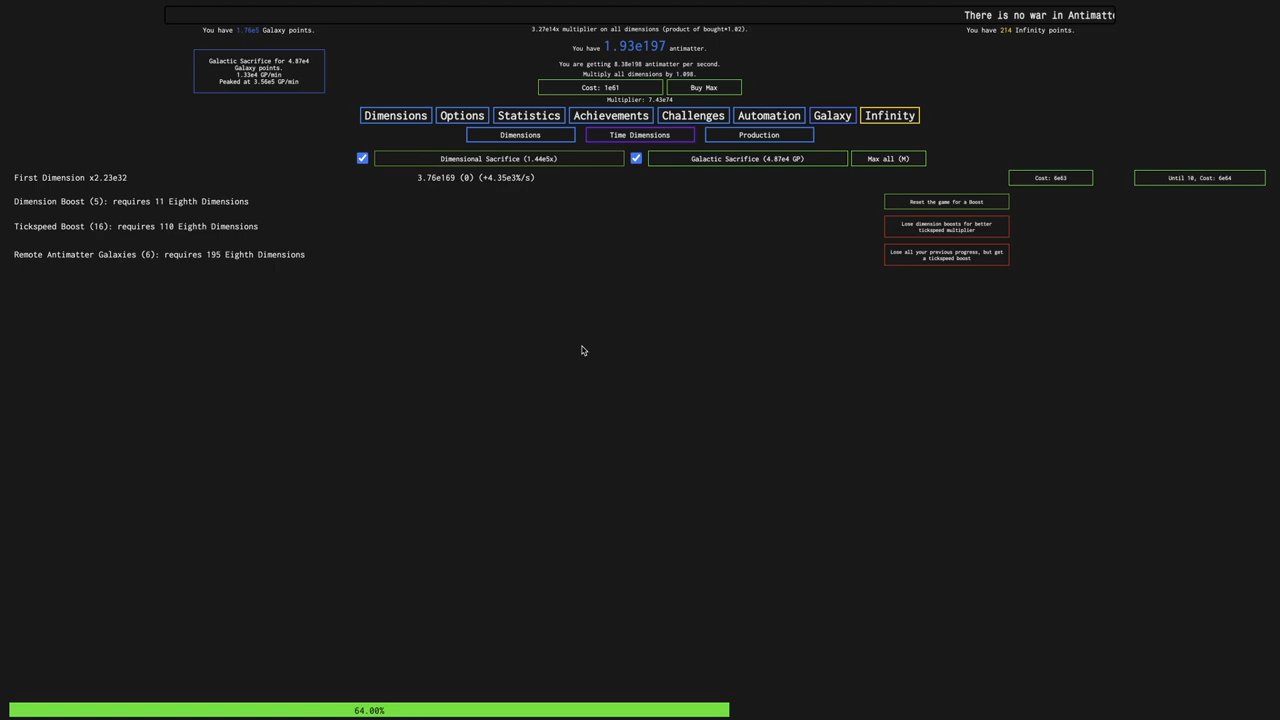 There is no war in Antimatt
You have 1.76e5 Galaxy points.
3.27e14x multiplier on all dimensions (product of bought*1.02).
You have 214 Infinity points.
You have 1.93e197 antimatter.
Galactic Sacrifice for 4.87e4
Galaxy points.
1.33e4 GP/min
Peaked at 3.56e5 GP/min
You are getting 8.38e198 antimatter per second.
Multiply all dimensions by 1.098.
Cost: 1e61
Buy Max
Multiplier: 7.43e74
Dimensions
Options
Statistics
Achievements
Challenges
Automation
Galaxy
Infinity
Dimensions
Time Dimensions
Production
Dimensional Sacrifice (1.44e5x)
Galactic Sacrifice (4.87e4 GP)
Max all (M)
First Dimension x2.23e32
3.76e169 (0) (+4.35e3%/s)
Cost: 6e63
Until 10, Cost: 6e64
Dimension Boost (5): requires 11 Eighth Dimensions
Reset the game for a Boost
Tickspeed Boost (16): requires 110 Eighth Dimensions
Lose dimension boosts for better
tickspeed multiplier
Remote Antimatter Galaxies (6): requires 195 Eighth Dimensions
Lose all your previous progress, but get
a tickspeed boost
64.00%